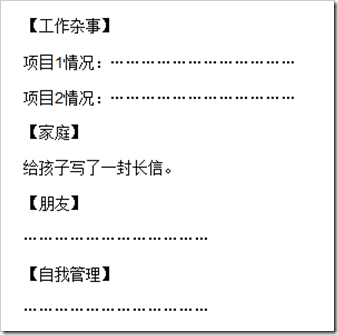 【工作杂事】
项目1情况：………………………………
项目2情况：………………………………
【家庭】
给孩子写了一封长信。
【朋友】
………………………………
【自我管理】
………………………………